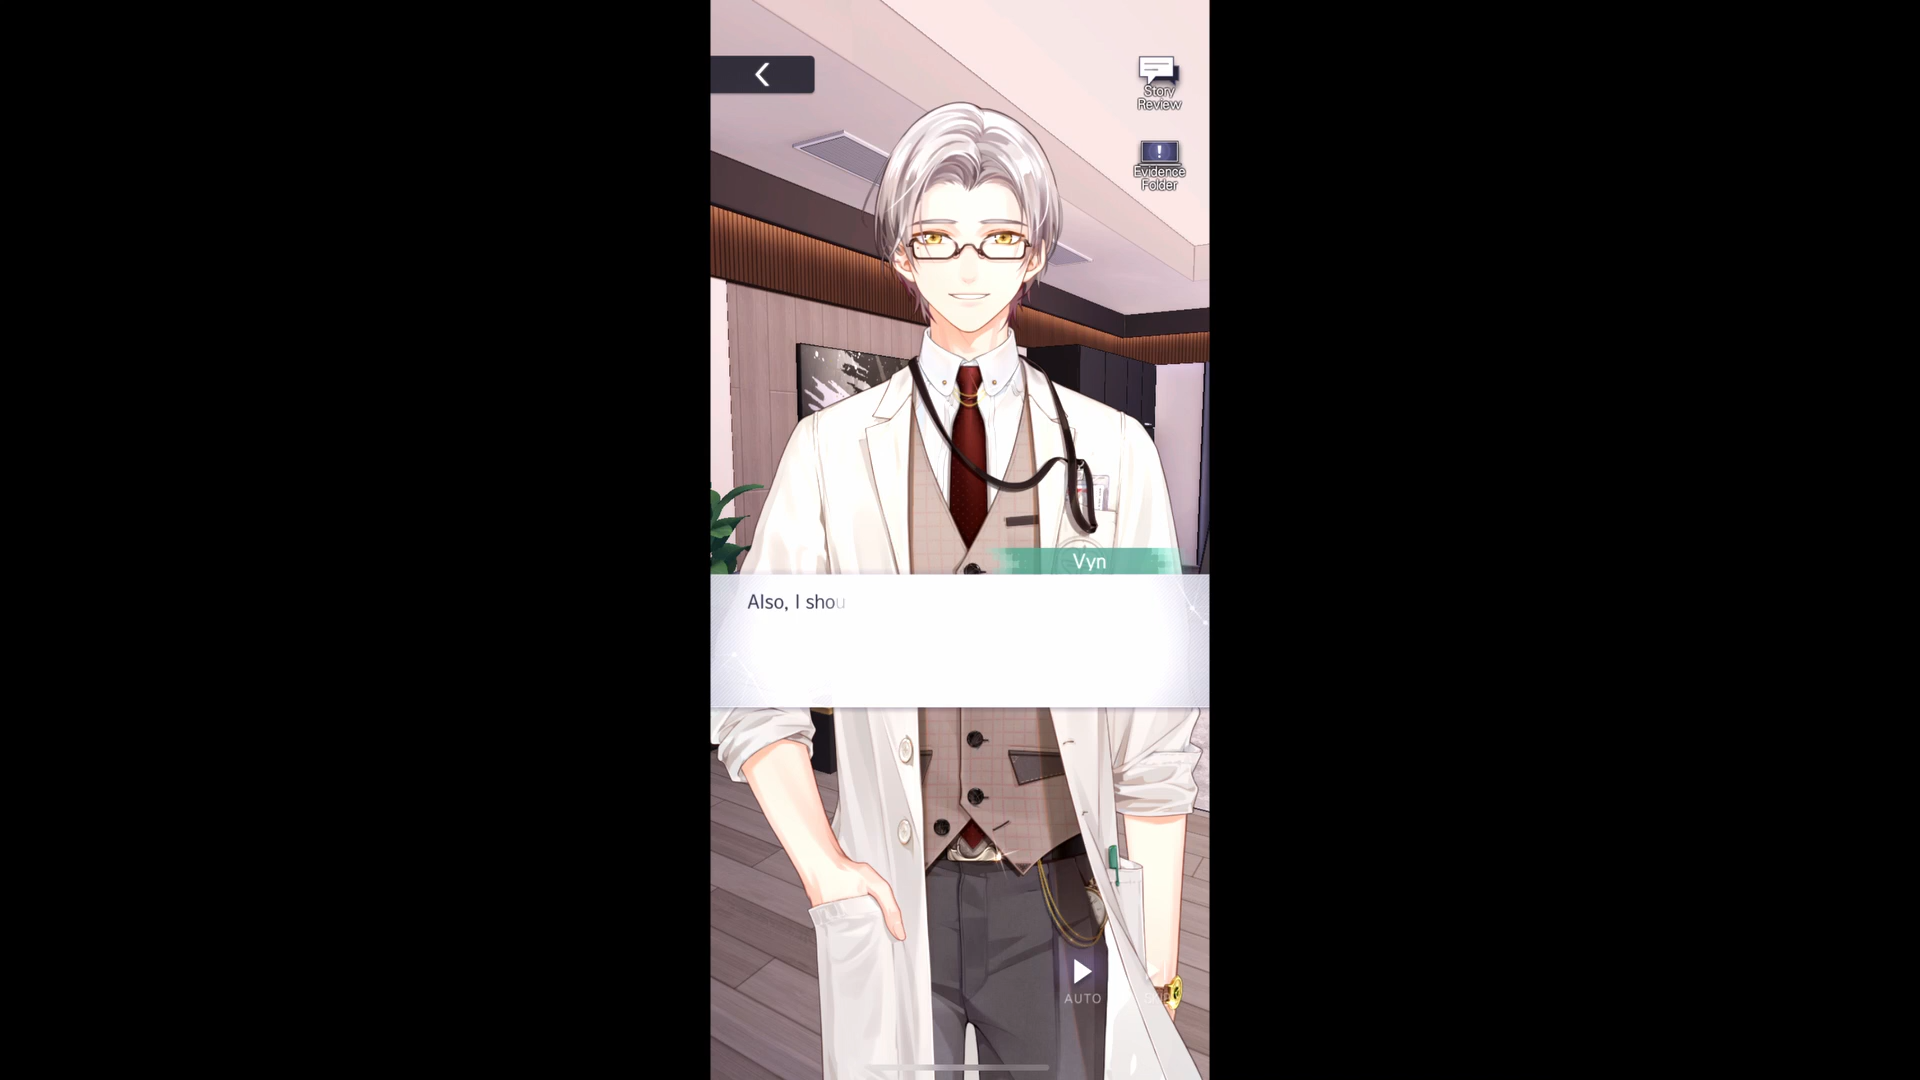 Story
Review
!
Evidence
Folder
Vyn
Also, I shou
AUTO